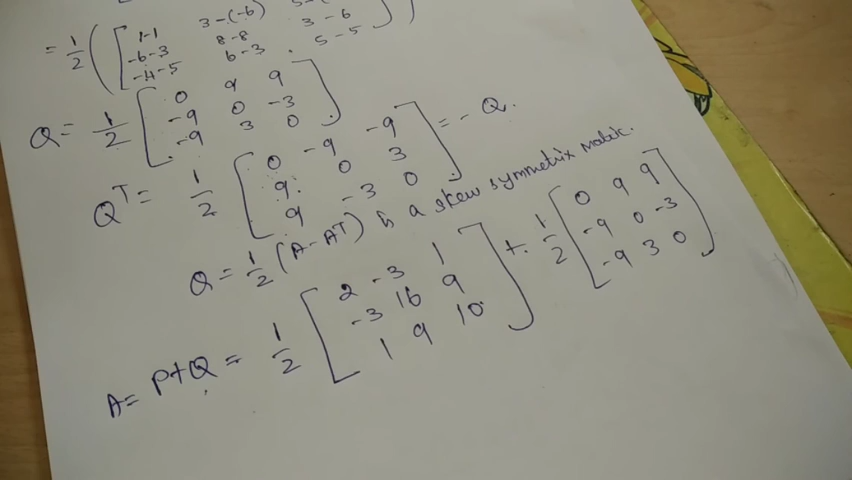 = 1/2 ( [ 1-1 3-(-6)
-6-3 8-8 3-6
-4-5 6-3 5-5 ] )
Q = 1/2 [ 0 9 9
-9 0 -3
-9 3 0 ]
Q^T = 1/2 [ 0 -9 -9
9 0 3
9 -3 0 ] = - Q.
Q = 1/2 (A - A^T) is a skew symmetrix matrix.
A = P+Q = 1/2 [ 2 -3 1
-3 16 9
1 9 10 ] + 1/2 [ 0 9 9
-9 0 -3
-9 3 0 ]